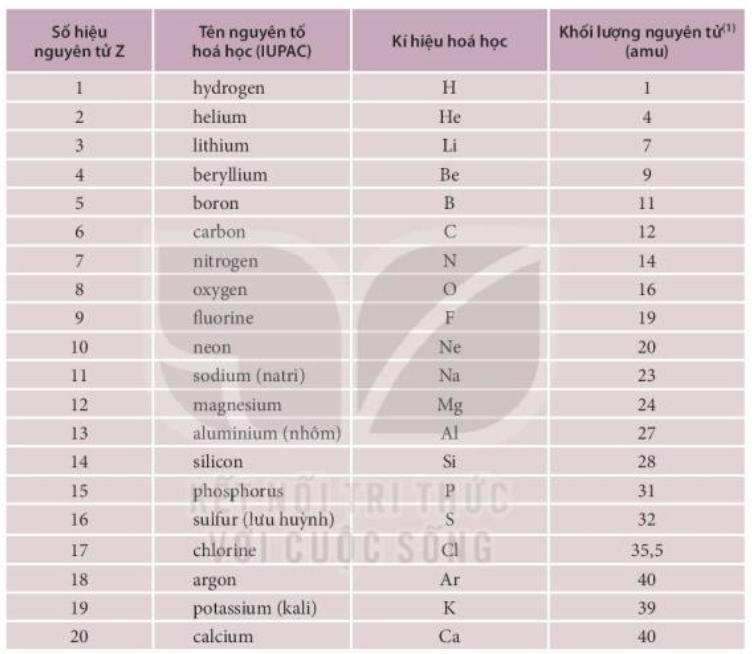 Số hiệu nguyên tử Z | Tên nguyên tố hoá học (IUPAC) | Kí hiệu hoá học | Khối lượng nguyên tử(1) (amu)
1 hydrogen H 1
2 helium He 4
3 lithium Li 7
4 beryllium Be 9
5 boron B 11
6 carbon C 12
7 nitrogen N 14
8 oxygen O 16
9 fluorine F 19
10 neon Ne 20
11 sodium (natri) Na 23
12 magnesium Mg 24
13 aluminium (nhôm) Al 27
14 silicon Si 28
15 phosphorus P 31
KẾT NỐI TRI THỨC
16 sulfur (lưu huỳnh) S 32
VỚI CUỘC SỐNG
17 chlorine Cl 35,5
18 argon Ar 40
19 potassium (kali) K 39
20 calcium Ca 40